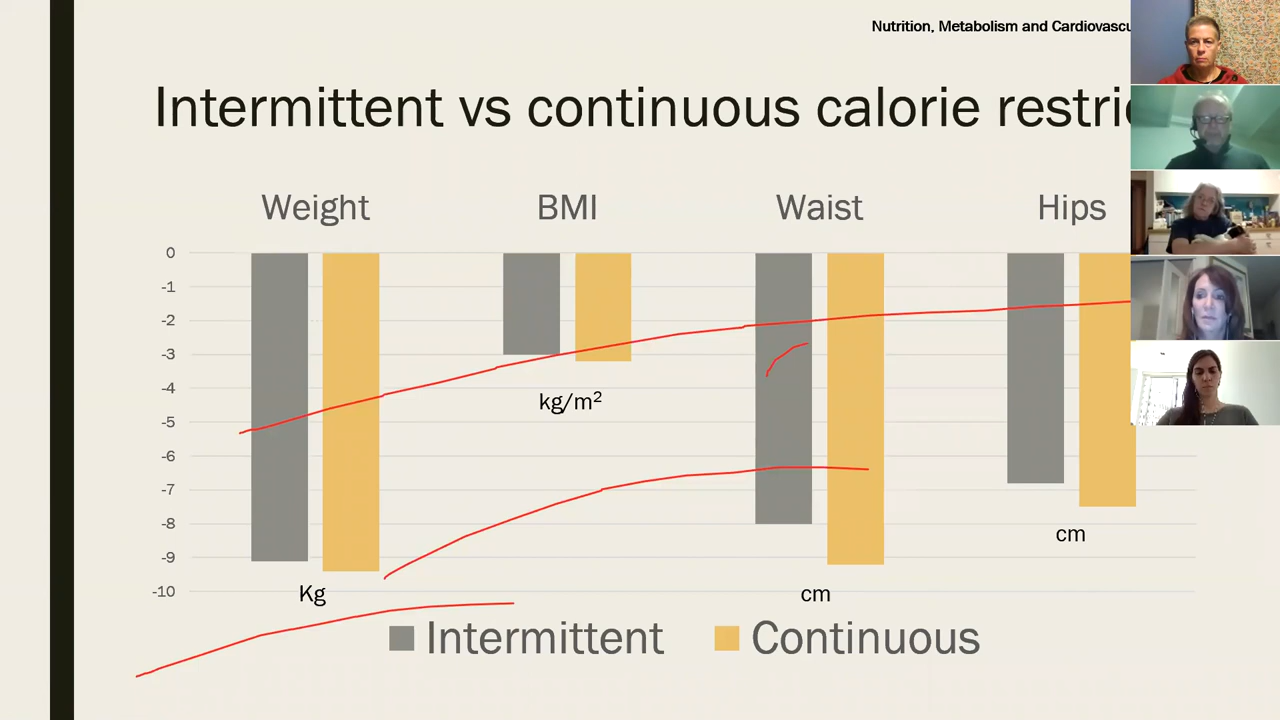 Nutrition, Metabolism and Cardiovascu
Intermittent vs continuous calorie restric
Weight BMI Waist Hips
0
-1
-2
-3
-4
kg/m²
-5
-6
-7
-8
cm
-9
-10
Kg cm
Intermittent Continuous